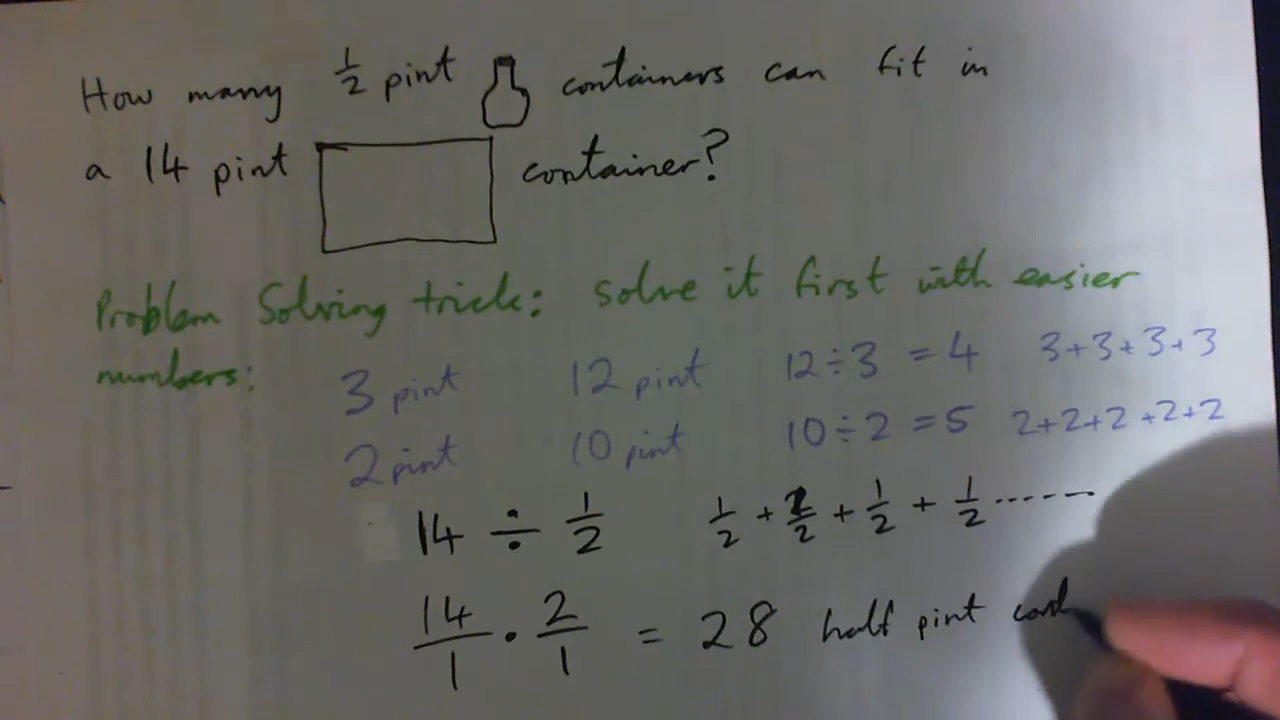 How many 1/2 pint containers can fit in
a 14 pint container?
Problem Solving trick: solve it first with easier
numbers: 3 pint 12 pint 12 ÷ 3 = 4 3+3+3+3
2 pint 10 pint 10 ÷ 2 = 5 2+2+2+2+2
14 ÷ 1/2 1/2 + 1/2 + 1/2 + 1/2 ......
14/1 · 2/1 = 28 half pint